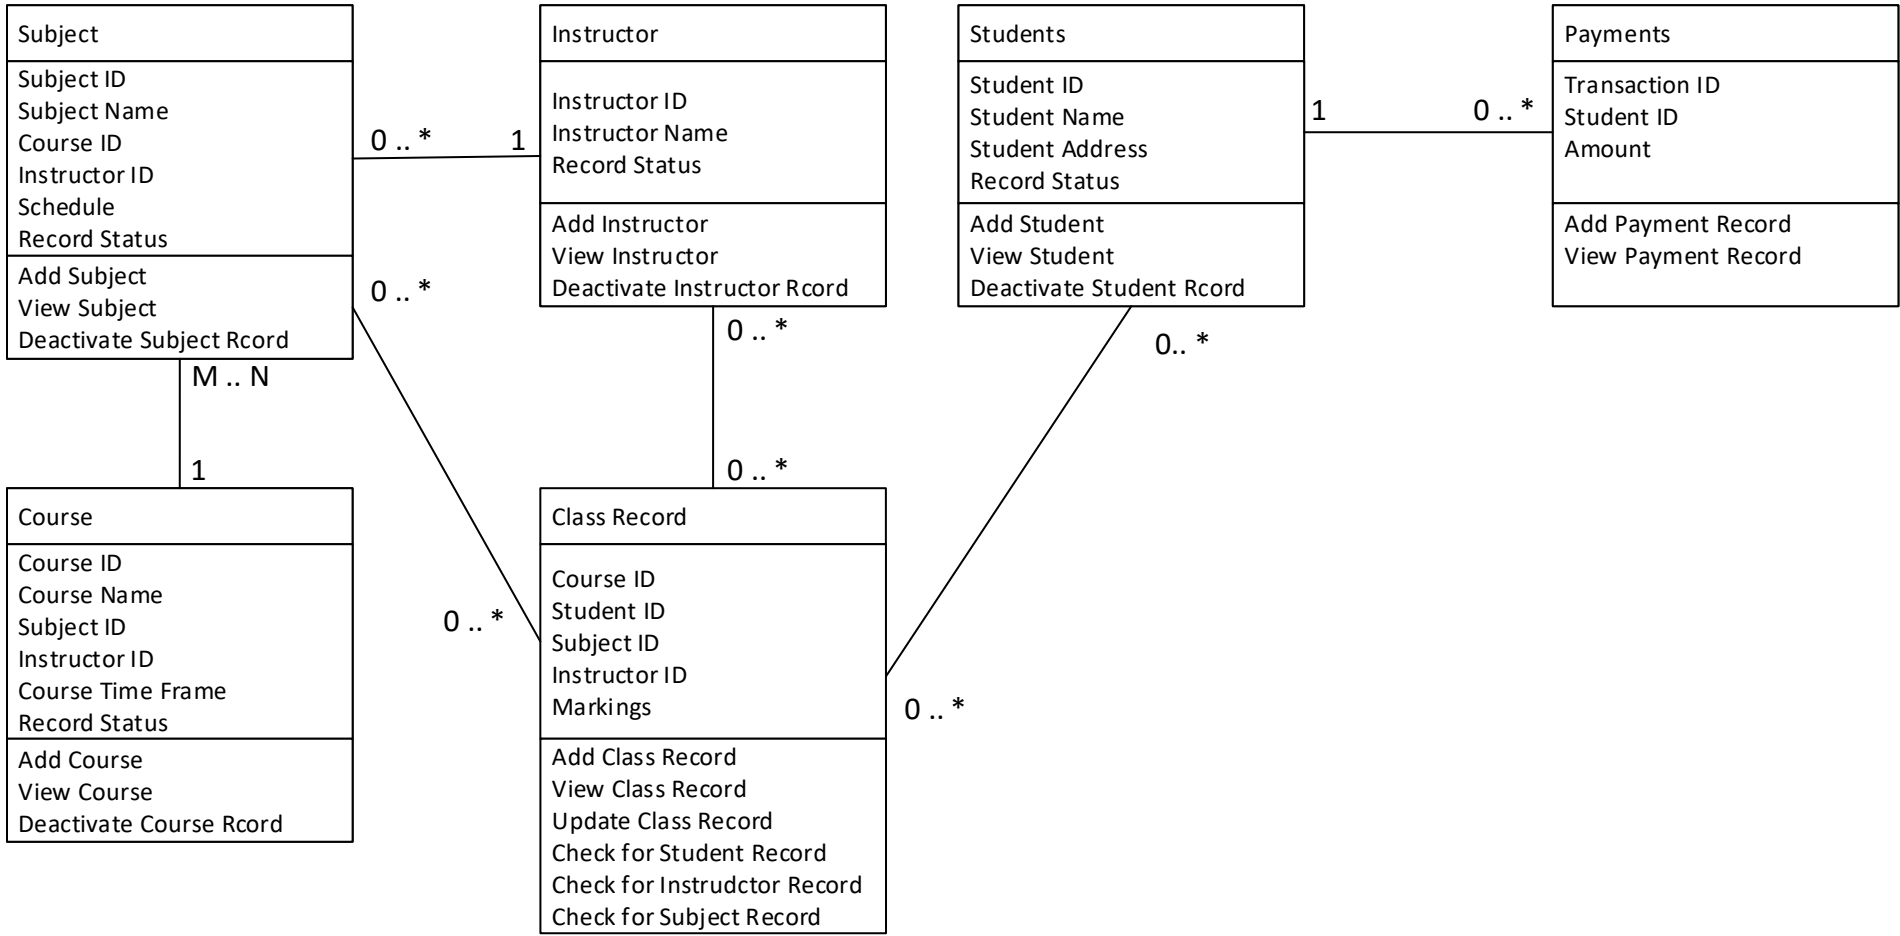 Subject
Subject ID
Subject Name
Course ID
Instructor ID
Schedule
Record Status
Add Subject
View Subject
Deactivate Subject Rcord
0 .. *
1
Instructor
Instructor ID
Instructor Name
Record Status
Add Instructor
View Instructor
Deactivate Instructor Rcord
Students
Student ID
Student Name
Student Address
Record Status
Add Student
View Student
Deactivate Student Rcord
1
0 .. *
Payments
Transaction ID
Student ID
Amount
Add Payment Record
View Payment Record
0 .. *
0 .. *
0.. *
M .. N
1
0 .. *
Course
Course ID
Course Name
Subject ID
Instructor ID
Course Time Frame
Record Status
Add Course
View Course
Deactivate Course Rcord
0 .. *
Class Record
Course ID
Student ID
Subject ID
Instructor ID
Markings
Add Class Record
View Class Record
Update Class Record
Check for Student Record
Check for Instrudctor Record
Check for Subject Record
0 .. *